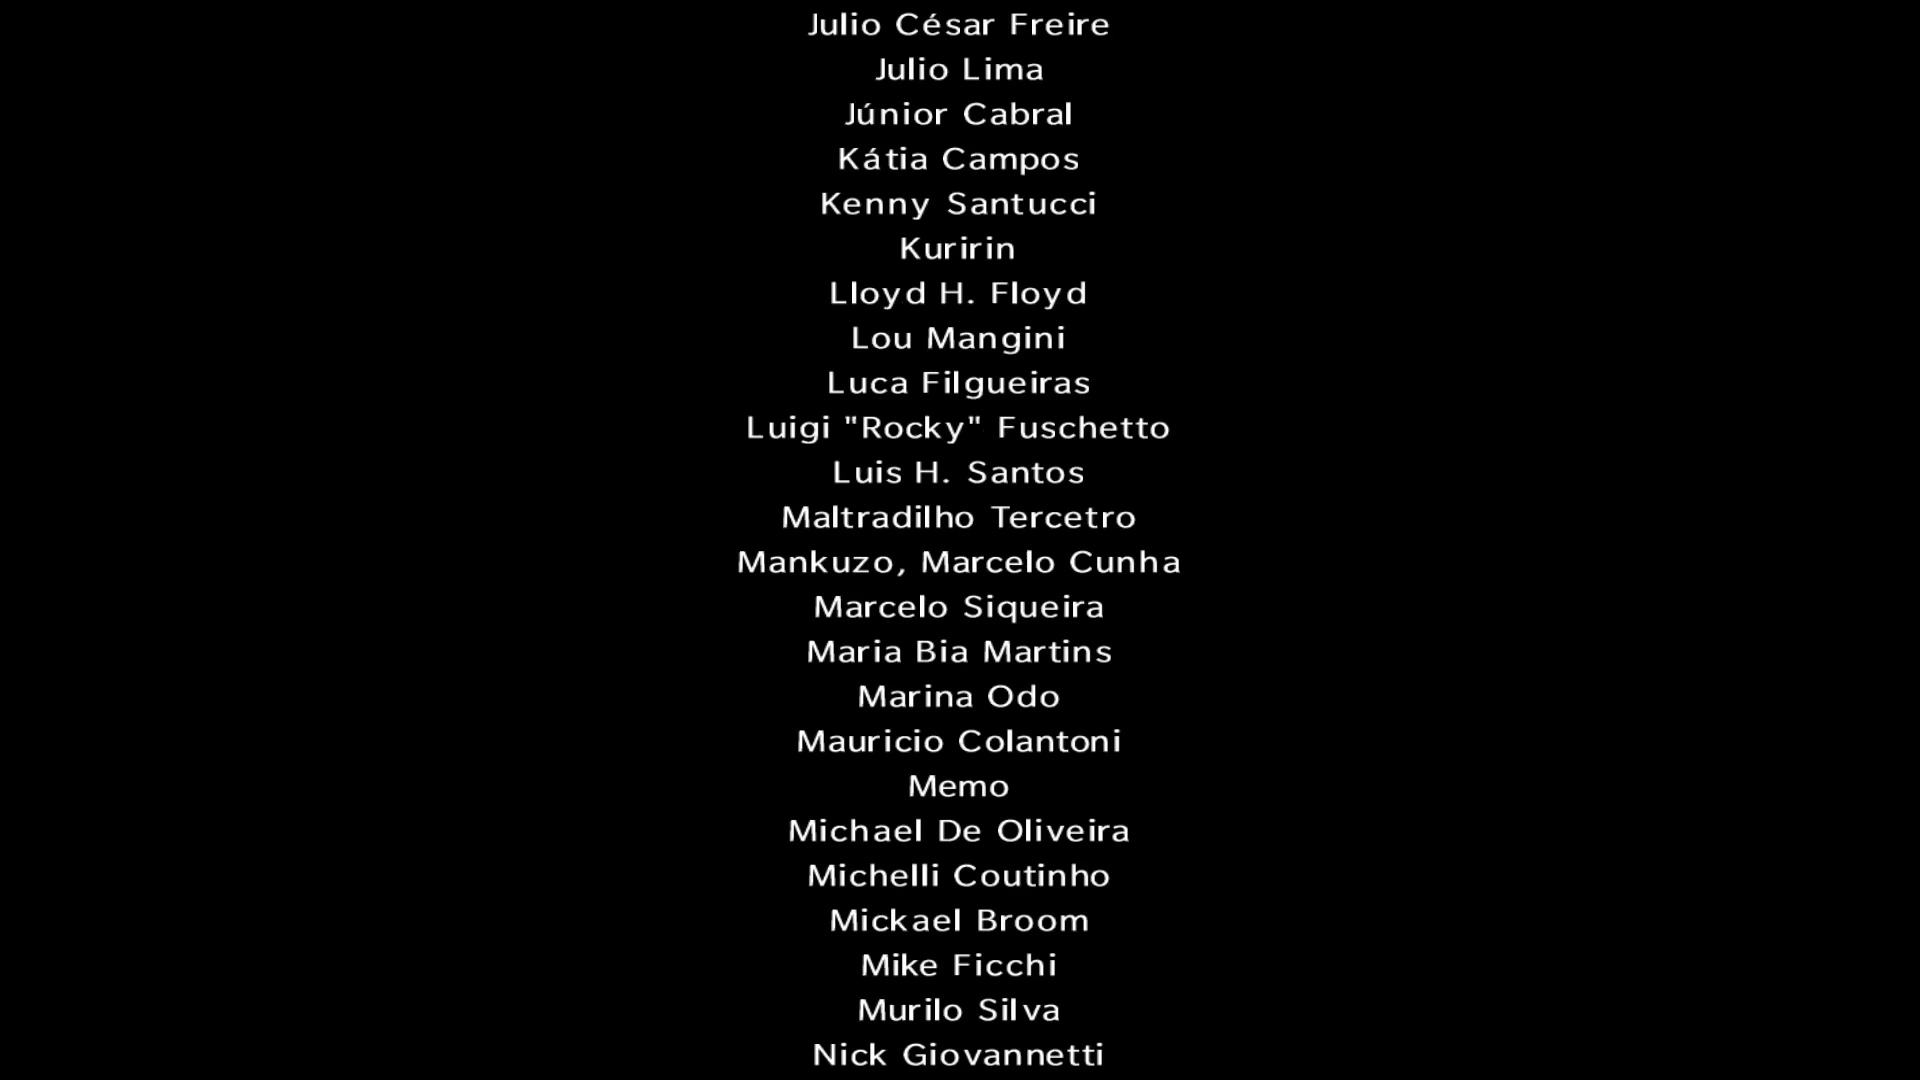 Julio César Freire
Julio Lima
Júnior Cabral
Kátia Campos
Kenny Santucci
Kuririn
Lloyd H. Floyd
Lou Mangini
Luca Filgueiras
Luigi "Rocky" Fuschetto
Luis H. Santos
Maltradilho Tercetro
Mankuzo, Marcelo Cunha
Marcelo Siqueira
Maria Bia Martins
Marina Odo
Mauricio Colantoni
Memo
Michael De Oliveira
Michelli Coutinho
Mickael Broom
Mike Ficchi
Murilo Silva
Nick Giovannetti